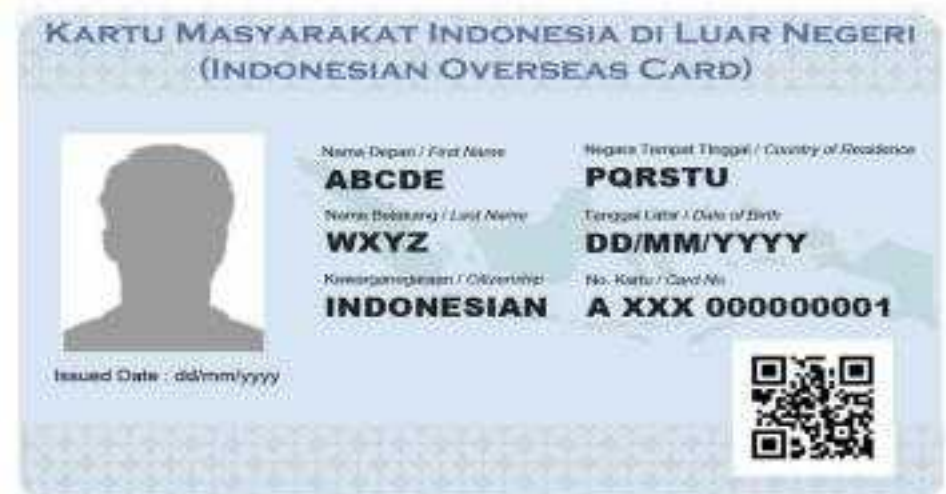 KARTU MASYARAKAT INDONESIA DI LUAR NEGERI
(INDONESIAN OVERSEAS CARD)
Nama Depan / First Name
ABCDE
Nama Belakang / Last Name
WXYZ
Kewarganegaraan / Citizenship
INDONESIAN
Negara Tempat Tinggal / Country of Residence
PQRSTU
Tanggal Lahir / Date of Birth
DD/MM/YYYY
No. Kartu / Card No
A XXX 000000001
Issued Date : dd/mm/yyyy